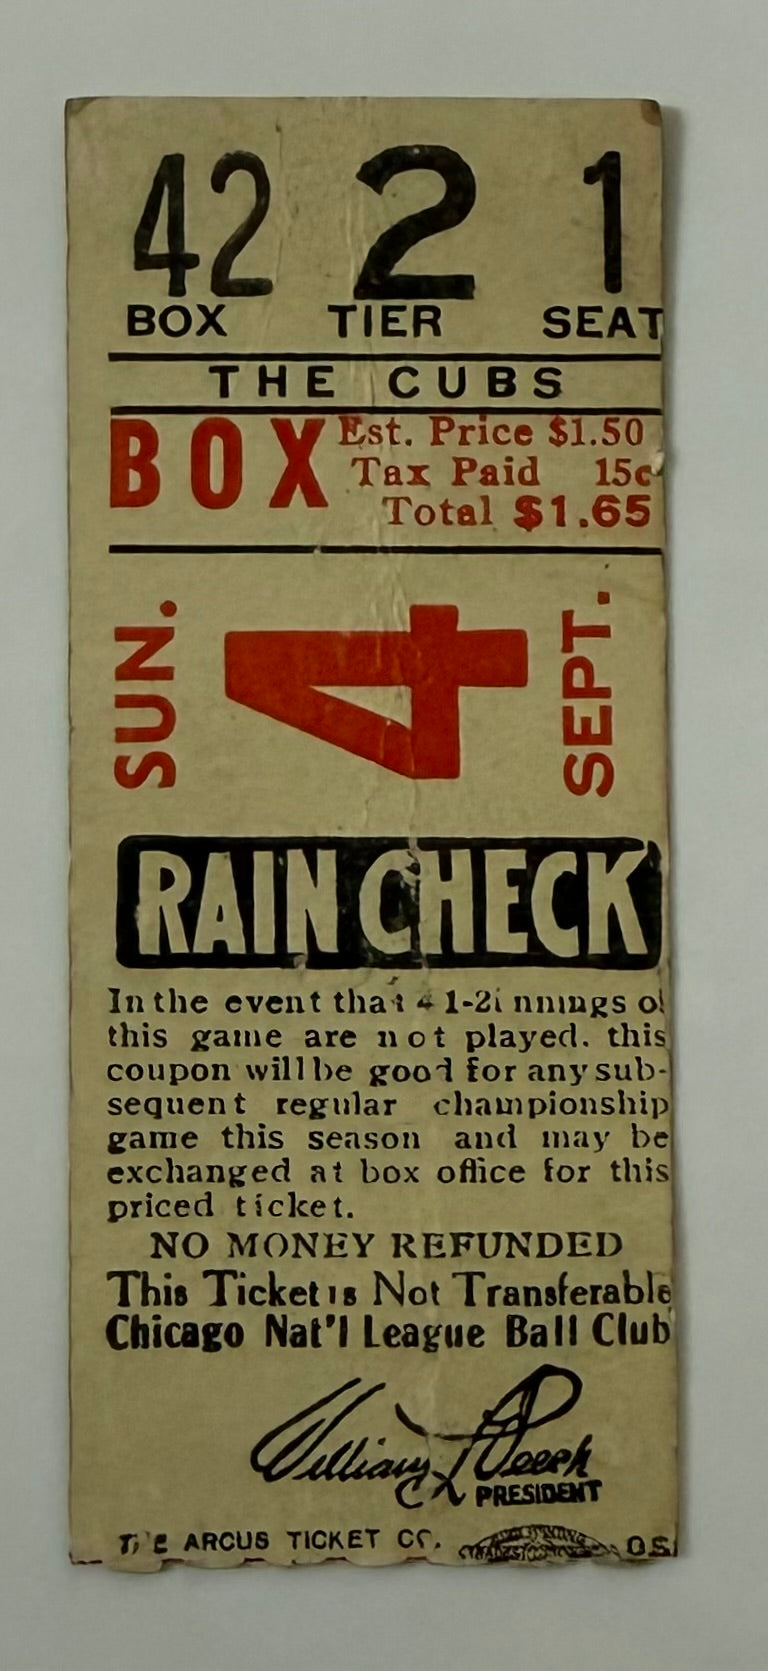 42 2 1
BOX TIER SEAT
THE CUBS
BOX Est. Price $1.50
Tax Paid 15c
Total $1.65
SUN. 4 SEPT.
RAIN CHECK
In the event that 4 1-2 innings of
this game are not played. this
coupon will be good for any sub-
sequent regular championship
game this season and may be
exchanged at box office for this
priced ticket.
NO MONEY REFUNDED
This Ticket is Not Transferable
Chicago Nat'l League Ball Club
William L Veeck
PRESIDENT
THE ARCUS TICKET CO.